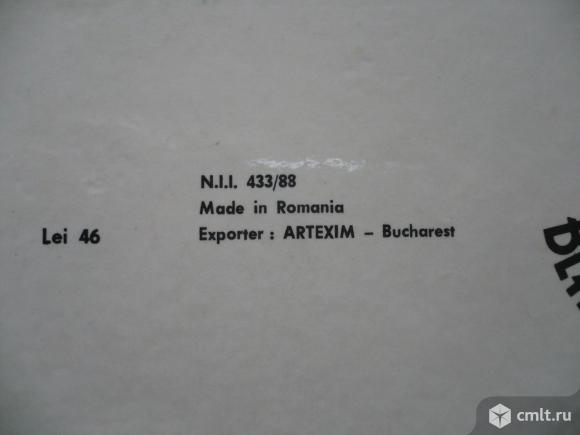 N.I.I. 433/88
Made in Romania
Lei 46
Exporter : ARTEXIM – Bucharest
cmlt.ru